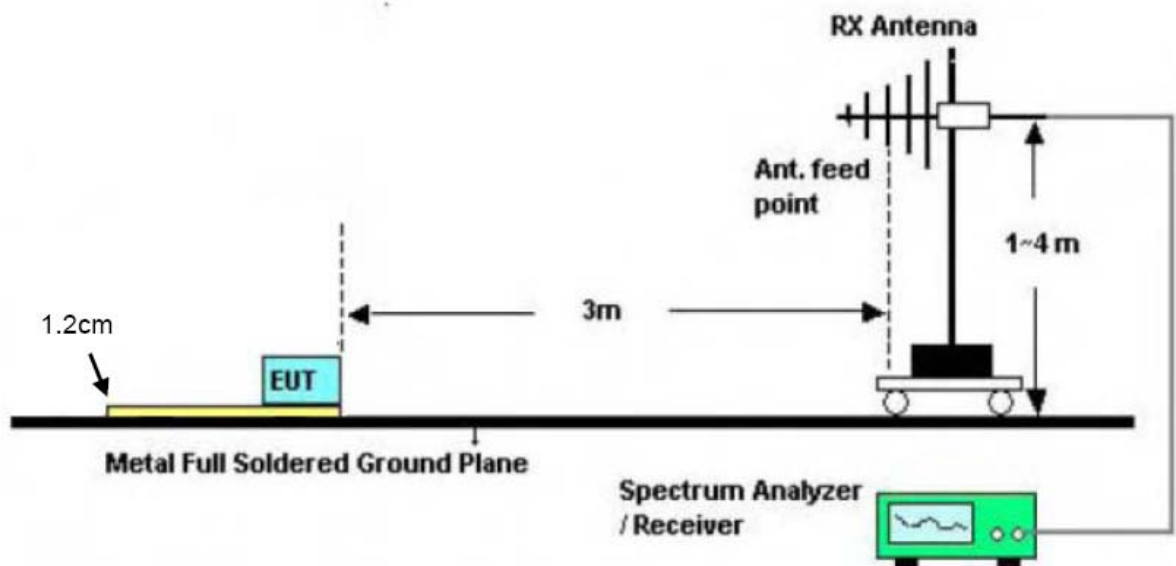 RX Antenna
Ant. feed
point
1~4 m
3m
1.2cm
EUT
Metal Full Soldered Ground Plane
Spectrum Analyzer
/ Receiver